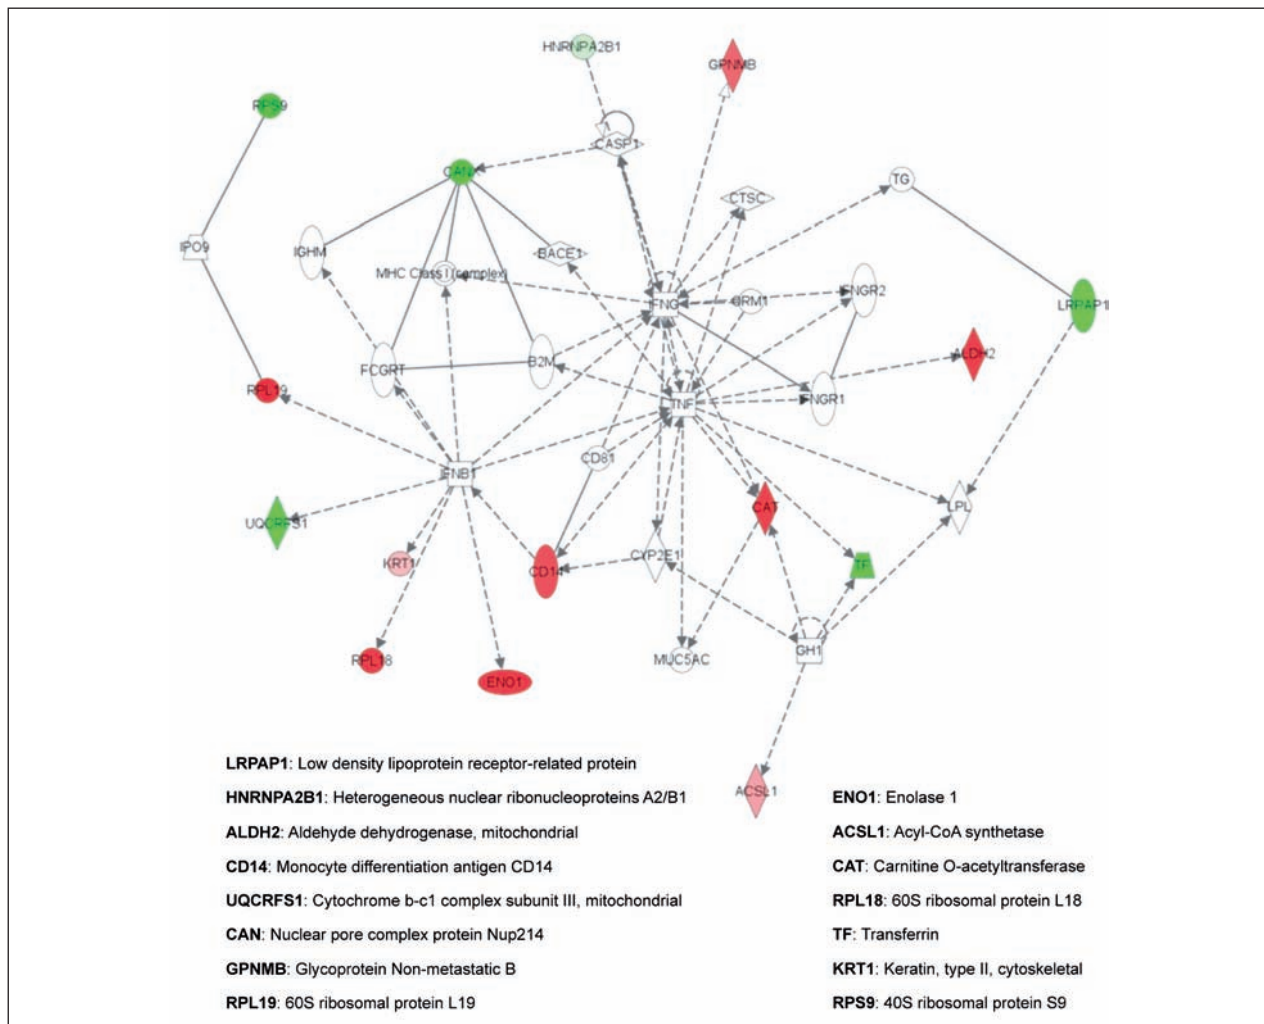 HNRNPA2B1
GPNMB
RPS9
CASP1
CAN
TG
CTSC
IPO9
IGHM
BACE1
MHC Class I (complex)
FNGR2
IFNG
ORM1
LRPAP1
ALDH2
B2M
FCGRT
RPL19
TNF
FNGR1
CD81
IFNB1
CAT
LPL
UQCRFS1
CYP2E1
KRT1
CD14
TF
GH1
RPL18
MUC5AC
ENO1
ACSL1
LRPAP1: Low density lipoprotein receptor-related protein
HNRNPA2B1: Heterogeneous nuclear ribonucleoproteins A2/B1
ALDH2: Aldehyde dehydrogenase, mitochondrial
CD14: Monocyte differentiation antigen CD14
UQCRFS1: Cytochrome b-c1 complex subunit III, mitochondrial
CAN: Nuclear pore complex protein Nup214
GPNMB: Glycoprotein Non-metastatic B
RPL19: 60S ribosomal protein L19
ENO1: Enolase 1
ACSL1: Acyl-CoA synthetase
CAT: Carnitine O-acetyltransferase
RPL18: 60S ribosomal protein L18
TF: Transferrin
KRT1: Keratin, type II, cytoskeletal
RPS9: 40S ribosomal protein S9